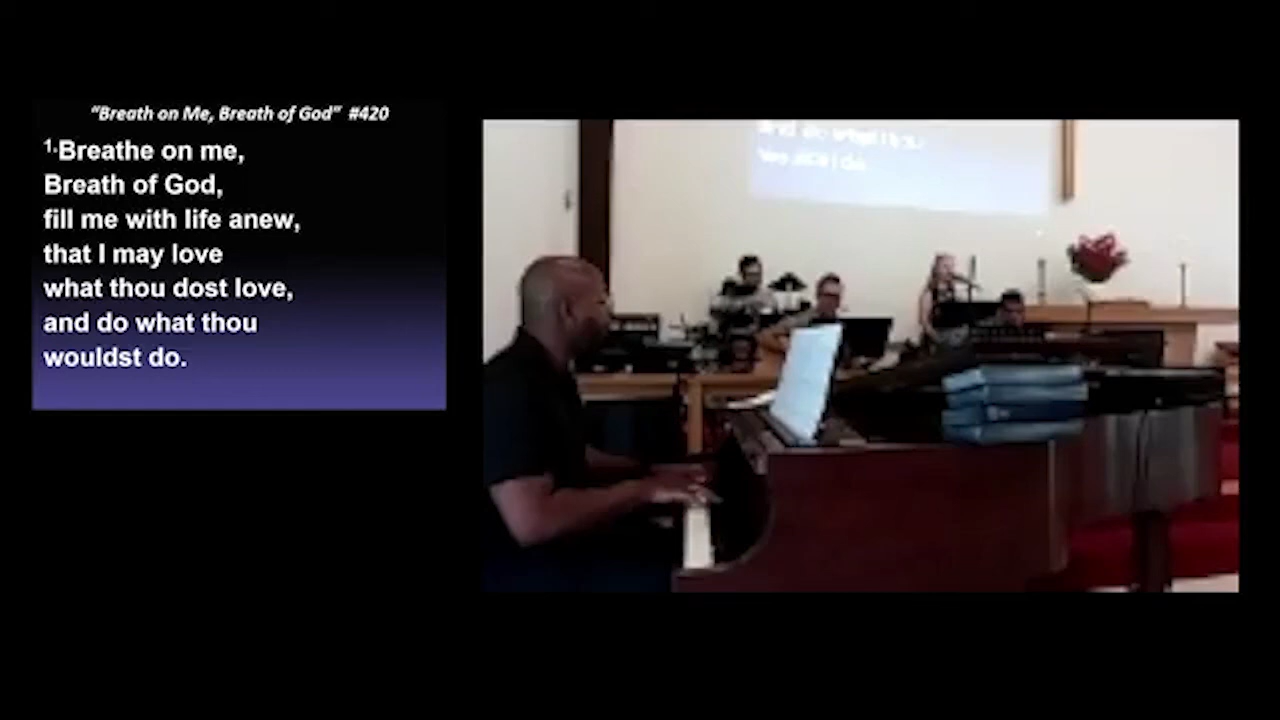 “Breath on Me, Breath of God” #420
1.Breathe on me,
Breath of God,
fill me with life anew,
that I may love
what thou dost love,
and do what thou
wouldst do.